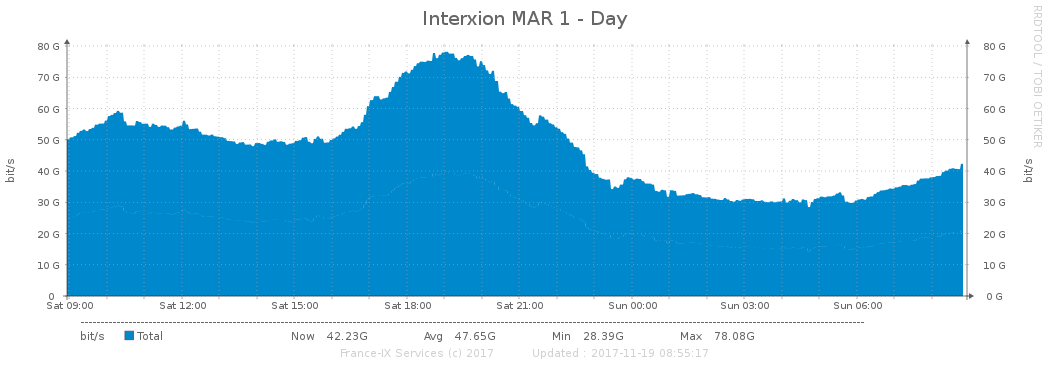 Interxion MAR 1 - Day
RRDTOOL / TOBI OETIKER
bit/s
80 G 80 G
70 G 70 G
60 G 60 G
50 G 50 G
40 G 40 G
30 G 30 G
20 G 20 G
10 G 10 G
0 0 G
bit/s
Sat 09:00 Sat 12:00 Sat 15:00 Sat 18:00 Sat 21:00 Sun 00:00 Sun 03:00 Sun 06:00
bit/s Total Now 42.23G Avg 47.65G Min 28.39G Max 78.08G
France-IX Services (c) 2017 Updated : 2017-11-19 08:55:17